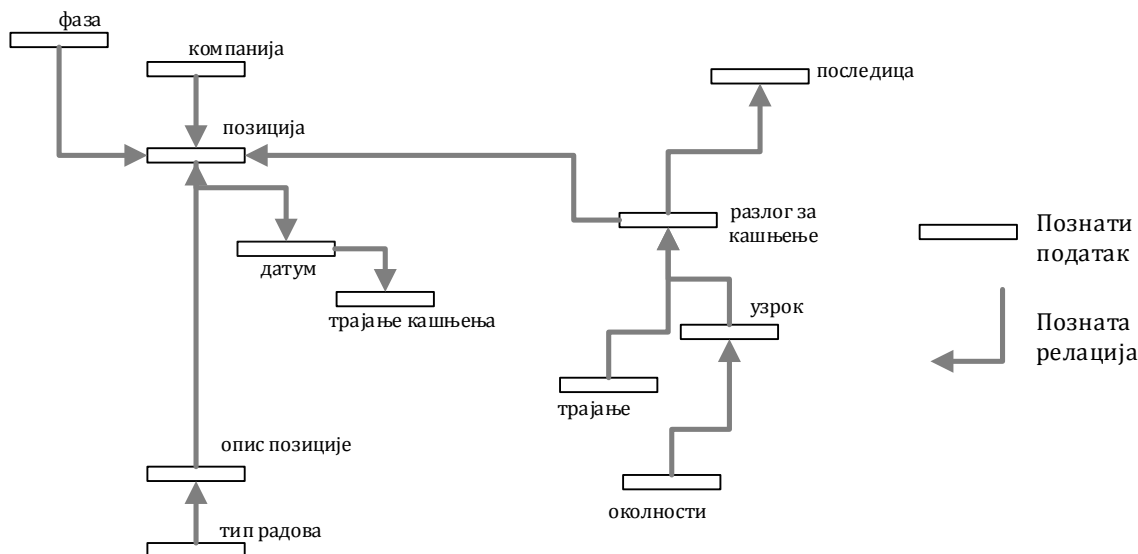 фаза
компанија
позиција
датум
трајање кашњења
опис позиције
тип радова
последица
разлог за
кашњење
узрок
трајање
околности
Познати
податак
Позната
релација